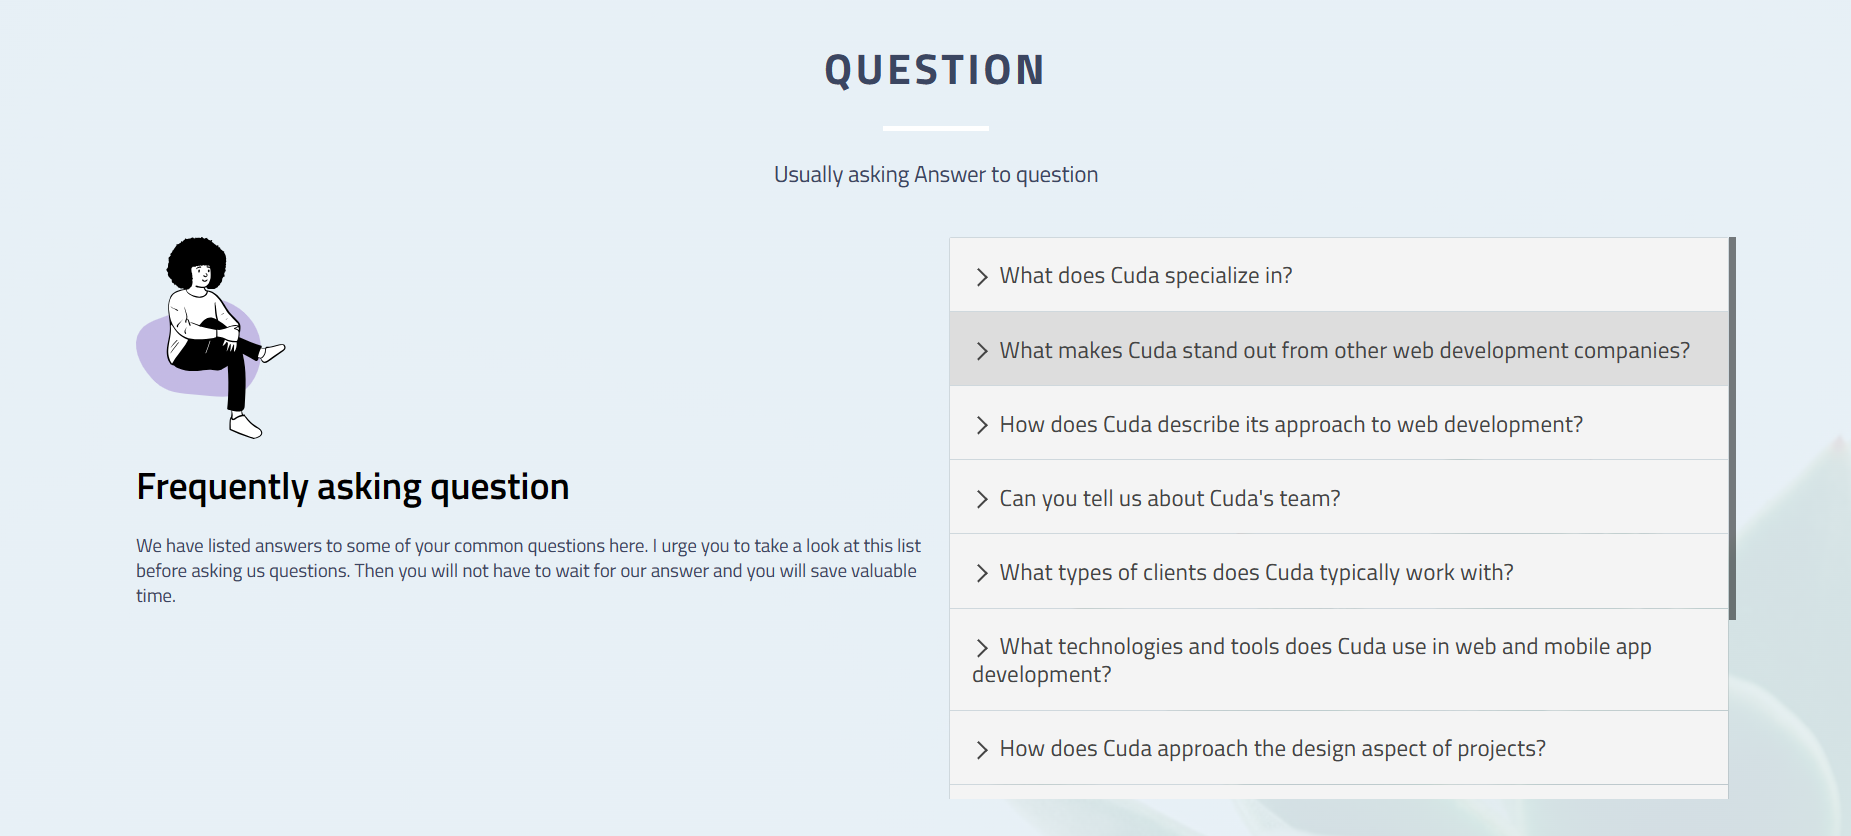 QUESTION
Usually asking Answer to question
Frequently asking question
We have listed answers to some of your common questions here. I urge you to take a look at this list
before asking us questions. Then you will not have to wait for our answer and you will save valuable
time.
What does Cuda specialize in?
What makes Cuda stand out from other web development companies?
How does Cuda describe its approach to web development?
Can you tell us about Cuda's team?
What types of clients does Cuda typically work with?
What technologies and tools does Cuda use in web and mobile app
development?
How does Cuda approach the design aspect of projects?